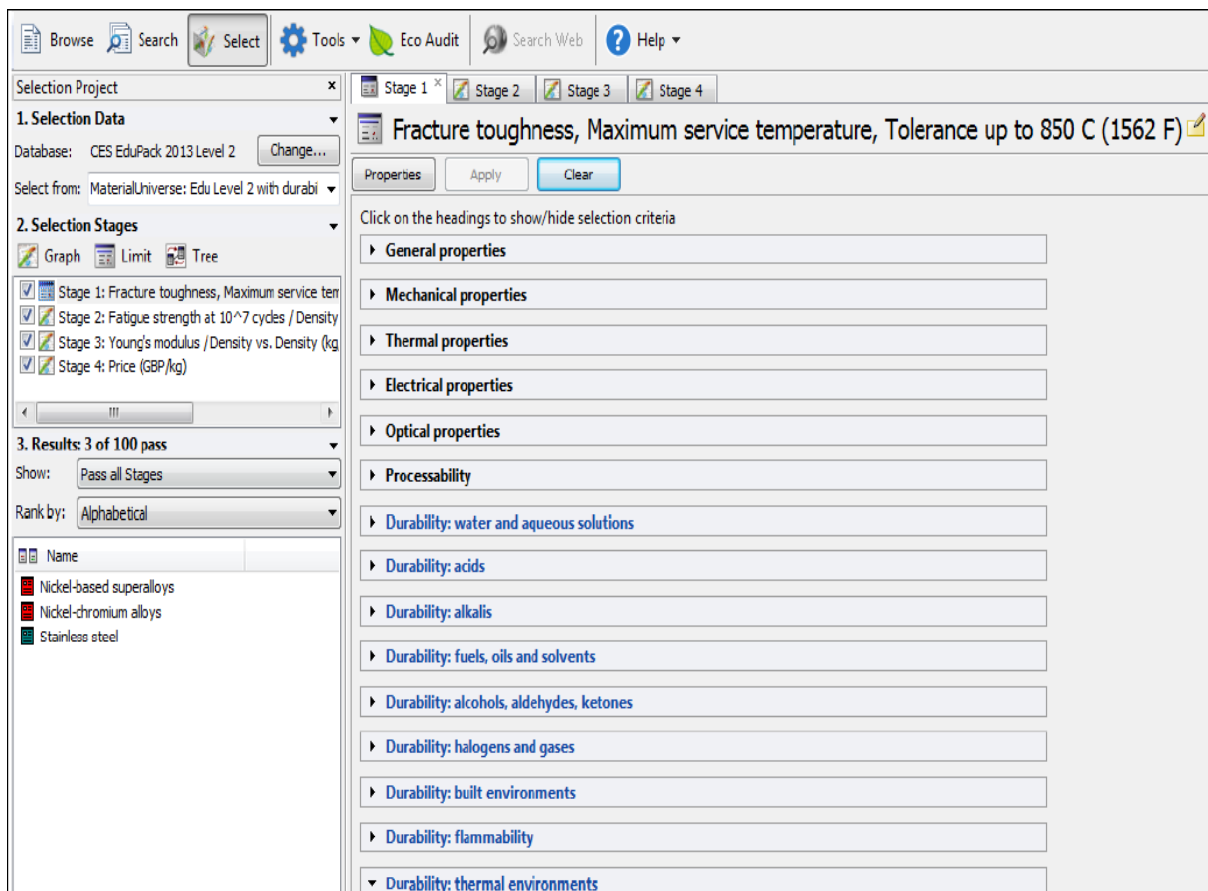 Browse Search Select Tools Eco Audit Search Web Help
Selection Project
1. Selection Data
Database: CES EduPack 2013 Level 2 Change...
Select from: MaterialUniverse: Edu Level 2 with durabi
2. Selection Stages
Graph Limit Tree
Stage 1: Fracture toughness, Maximum service tem
Stage 2: Fatigue strength at 10^7 cycles / Density
Stage 3: Young's modulus / Density vs. Density (kg
Stage 4: Price (GBP/kg)
3. Results: 3 of 100 pass
Show: Pass all Stages
Rank by: Alphabetical
Name
Nickel-based superalloys
Nickel-chromium alloys
Stainless steel
Stage 1 Stage 2 Stage 3 Stage 4
Fracture toughness, Maximum service temperature, Tolerance up to 850 C (1562 F)
Properties Apply Clear
Click on the headings to show/hide selection criteria
General properties
Mechanical properties
Thermal properties
Electrical properties
Optical properties
Processability
Durability: water and aqueous solutions
Durability: acids
Durability: alkalis
Durability: fuels, oils and solvents
Durability: alcohols, aldehydes, ketones
Durability: halogens and gases
Durability: built environments
Durability: flammability
Durability: thermal environments